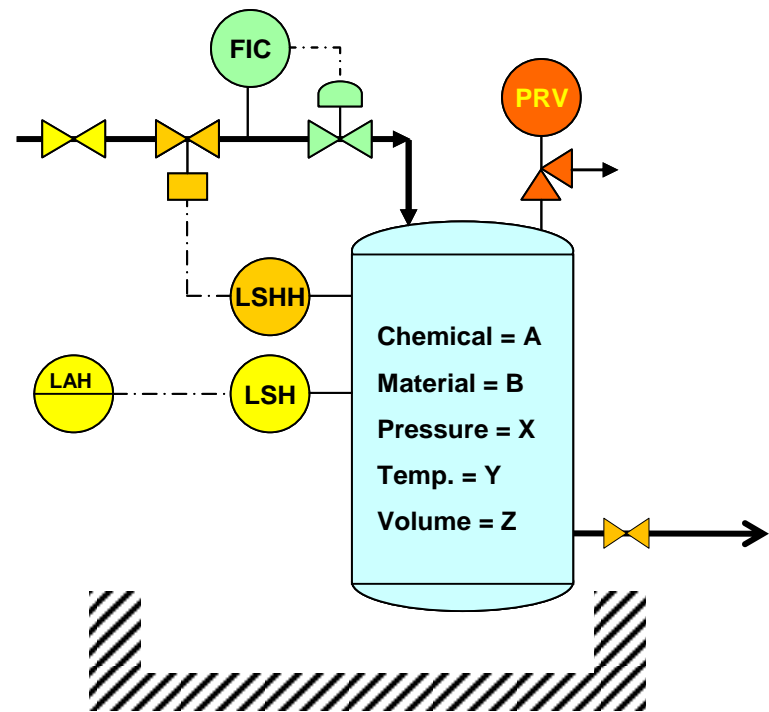 FIC
PRV
LSHH
LAH
LSH
Chemical = A
Material = B
Pressure = X
Temp. = Y
Volume = Z